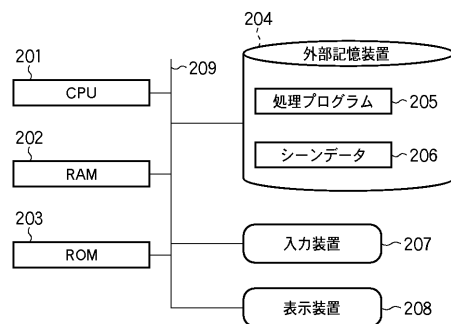 204
201
209
外部記憶装置
CPU
処理プログラム
205
202
シーンデータ
206
RAM
203
入力装置
207
ROM
表示装置
208